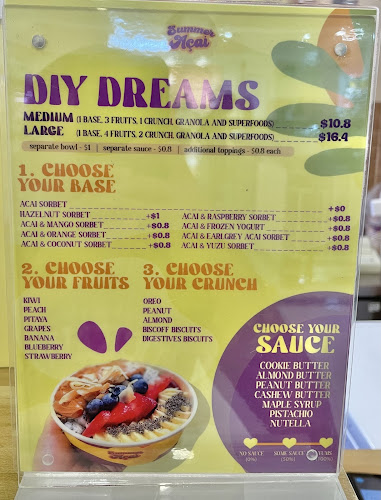 Summer
Açaí
DIY DREAMS
MEDIUM (1 BASE, 3 FRUITS, 1 CRUNCH, GRANOLA AND SUPERFOODS) $10.8
LARGE (1 BASE, 4 FRUITS, 2 CRUNCH, GRANOLA AND SUPERFOODS) $16.4
separate bowl - $1 | separate sauce - $0.8 | additional toppings - $0.8 each
1. CHOOSE
YOUR BASE
ACAI SORBET +$0
HAZELNUT SORBET +$1
ACAI & MANGO SORBET +$0.8
ACAI & ORANGE SORBET +$0.8
ACAI & COCONUT SORBET +$0.8
ACAI & RASPBERRY SORBET +$0.8
ACAI & FROZEN YOGURT +$0.8
ACAI & EARLGREY ACAI SORBET +$0.8
ACAI & YUZU SORBET +$0.8
2. CHOOSE
YOUR FRUITS
KIWI
PEACH
PITAYA
GRAPES
BANANA
BLUEBERRY
STRAWBERRY
3. CHOOSE
YOUR CRUNCH
OREO
PEANUT
ALMOND
BISCOFF BISCUITS
DIGESTIVES BISCUITS
CHOOSE YOUR
SAUCE
COOKIE BUTTER
ALMOND BUTTER
PEANUT BUTTER
CASHEW BUTTER
MAPLE SYRUP
PISTACHIO
NUTELLA
NO SAUCE
(0%)
SOME SAUCE
(50%)